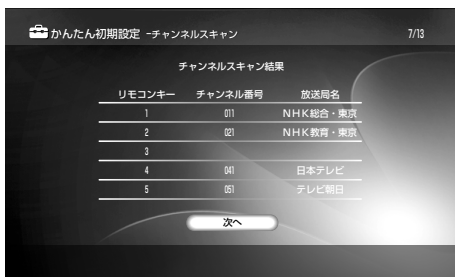 かんたん初期設定 -チャンネルスキャン 7/13
チャンネルスキャン結果
リモコンキー チャンネル番号 放送局名
1 011 NHK総合・東京
2 021 NHK教育・東京
3
4 041 日本テレビ
5 051 テレビ朝日
次へ